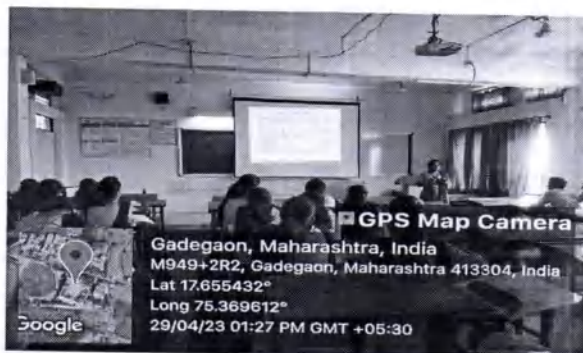 GPS Map Camera
Gadegaon, Maharashtra, India
M949+2R2, Gadegaon, Maharashtra 413304, India
Lat 17.655432°
Long 75.369612°
29/04/23 01:27 PM GMT +05:30
Google